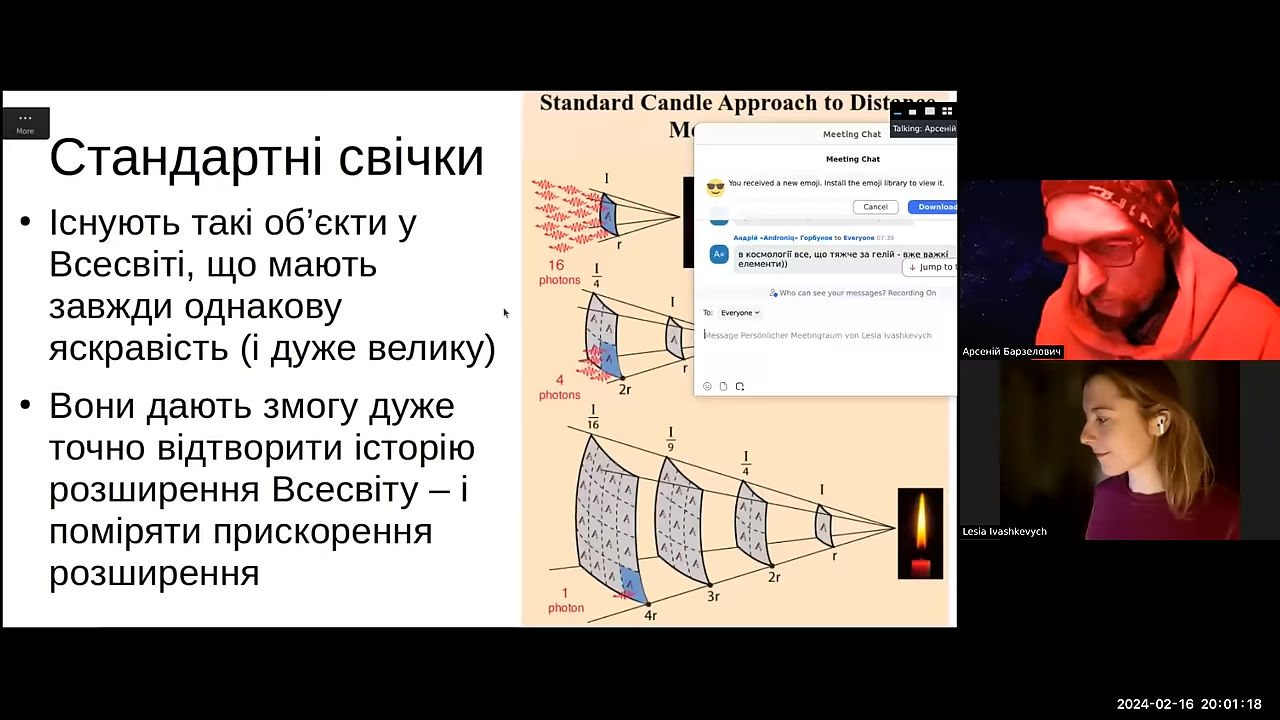 More
Стандартні свічки
• Існують такі об’єкти у
Всесвіті, що мають
завжди однакову
яскравість (і дуже велику)
• Вони дають змогу дуже
точно відтворити історію
розширення Всесвіту – і
поміряти прискорення
розширення
Standard Candle Approach to Distance
I
r
16
photons
I
4
I
4
photons
2r
r
I
16
I
9
I
4
I
r
2r
3r
4r
1
photon
Talking: Арсеній
Meeting Chat
Meeting Chat
You received a new emoji. Install the emoji library to view it.
Cancel
Download
Андрій «Androniq» Горбунов to Everyone 07:39
A«
в космології все, що тяжче за гелій - вже важкі
елементи))
Jump to
Who can see your messages? Recording On
To: Everyone
Message Persönlicher Meetingraum von Lesia Ivashkevych
Арсеній Барзелович
Lesia Ivashkevych
2024-02-16 20:01:18